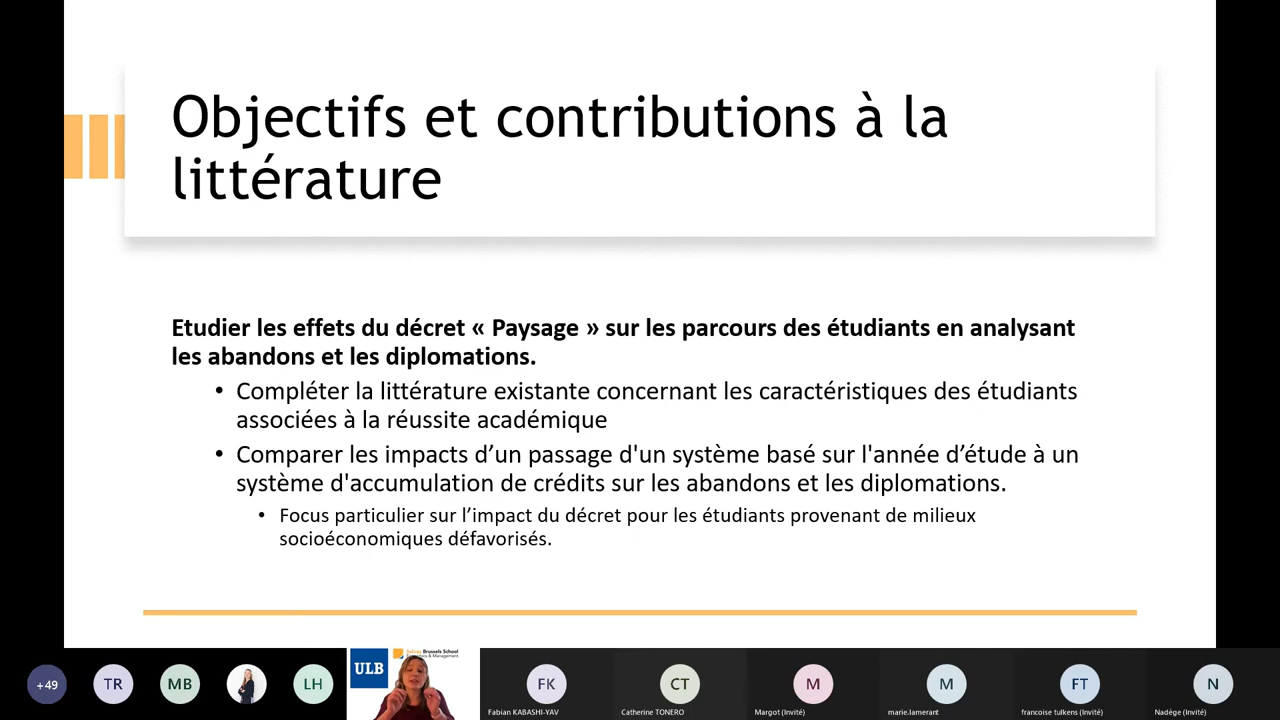 Objectifs et contributions à la
littérature
Etudier les effets du décret « Paysage » sur les parcours des étudiants en analysant
les abandons et les diplomations.
• Compléter la littérature existante concernant les caractéristiques des étudiants
associées à la réussite académique
• Comparer les impacts d’un passage d'un système basé sur l'année d’étude à un
système d'accumulation de crédits sur les abandons et les diplomations.
• Focus particulier sur l’impact du décret pour les étudiants provenant de milieux
socioéconomiques défavorisés.
+49
TR
MB
LH
ULB
Brussels School
Economics & Management
FK
CT
M
M
FT
N
Fabian KABASHI-YAV
Catherine TONERO
Margot (Invité)
marie.lamerant
francoise tulkens (Invité)
Nadège (Invité)